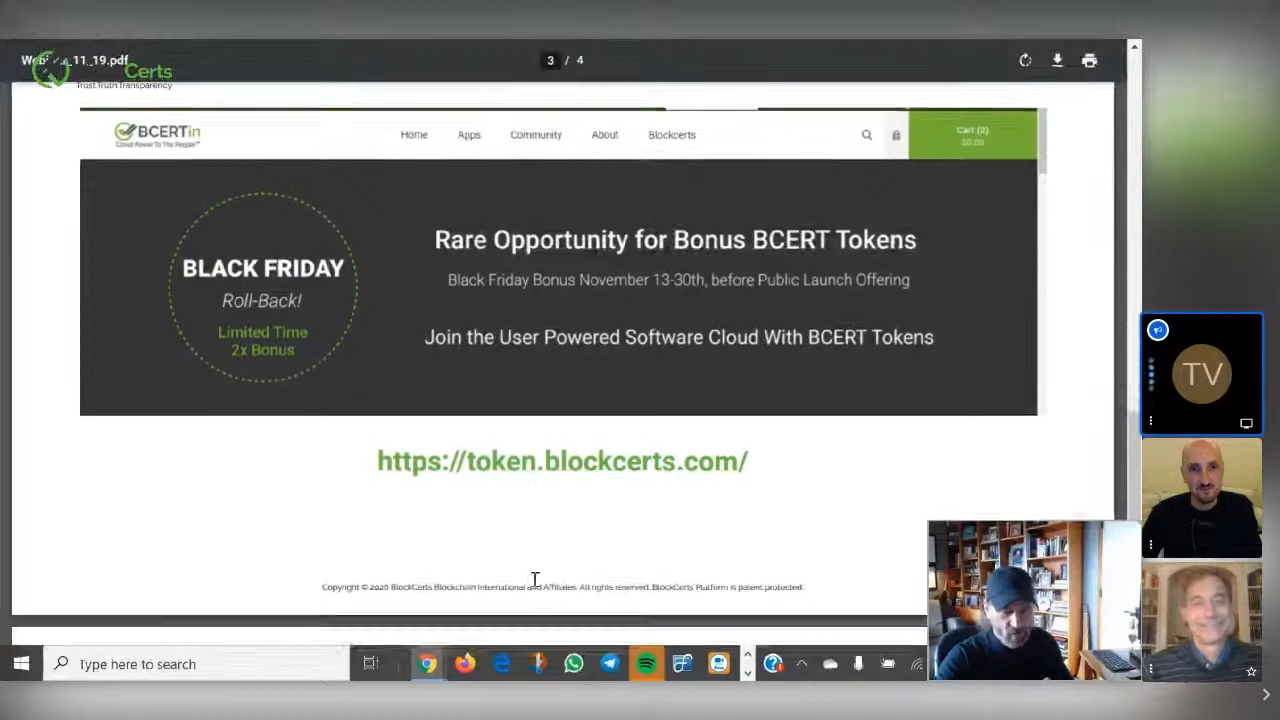 3 / 4
Certs
Trust.Truth.Transparency
BCERTin
Cloud Power To The People™
Home Apps Community About Blockcerts
Cart (0)
$0.00
BLACK FRIDAY
Roll-Back!
Limited Time
2x Bonus
Rare Opportunity for Bonus BCERT Tokens
Black Friday Bonus November 13-30th, before Public Launch Offering
Join the User Powered Software Cloud With BCERT Tokens
https://token.blockcerts.com/
TV
Copyright © 2020 BlockCerts Blockchain International and Affiliates. All rights reserved. BlockCerts Platform is patent protected.
Type here to search